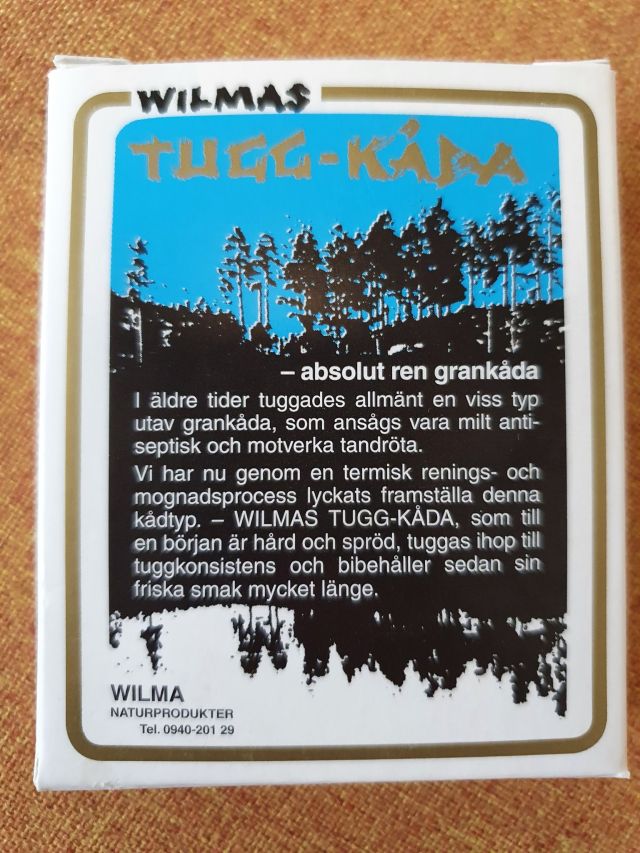 WILMAS
TUGG-KÅDA
– absolut ren grankåda
I äldre tider tuggades allmänt en viss typ
utav grankåda, som ansågs vara milt anti-
septisk och motverka tandröta.
Vi har nu genom en termisk renings- och
mognadsprocess lyckats framställa denna
kådtyp. – WILMAS TUGG-KÅDA, som till
en början är hård och spröd, tuggas ihop till
tuggkonsistens och bibehåller sedan sin
friska smak mycket länge.
WILMA
NATURPRODUKTER
Tel. 0940-201 29